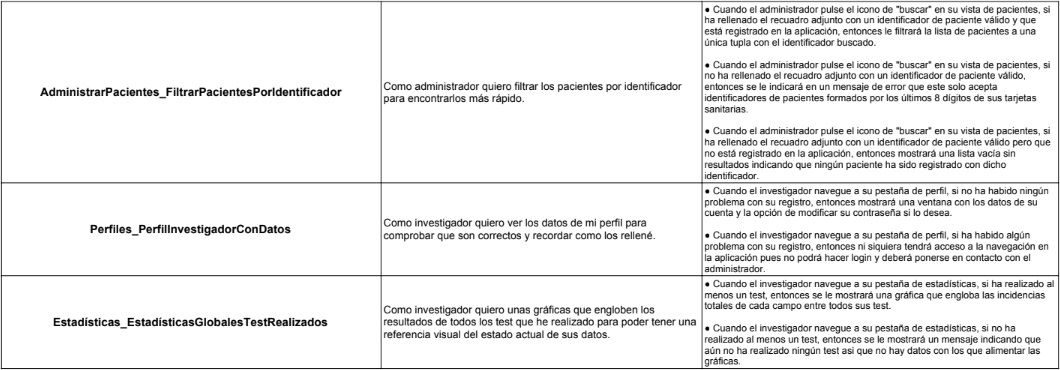 AdministrarPacientes_FiltrarPacientesPorIdentificador
Como administrador quiero filtrar los pacientes por identificador
para encontrarlos más rápido.
● Cuando el administrador pulse el icono de "buscar" en su vista de pacientes, si
ha rellenado el recuadro adjunto con un identificador de paciente válido y que
está registrado en la aplicación, entonces le filtrará la lista de pacientes a una
única tupla con el identificador buscado.
● Cuando el administrador pulse el icono de "buscar" en su vista de pacientes, si
no ha rellenado el recuadro adjunto con un identificador de paciente válido,
entonces se le indicará en un mensaje de error que este solo acepta
identificadores de pacientes formados por los últimos 8 dígitos de sus tarjetas
sanitarias.
● Cuando el administrador pulse el icono de "buscar" en su vista de pacientes, si
ha rellenado el recuadro adjunto con un identificador de paciente válido pero que
no está registrado en la aplicación, entonces mostrará una lista vacía sin
resultados indicando que ningún paciente ha sido registrado con dicho
identificador.
Perfiles_PerfilInvestigadorConDatos
Como investigador quiero ver los datos de mi perfil para
comprobar que son correctos y recordar como los rellené.
● Cuando el investigador navegue a su pestaña de perfil, si no ha habido ningún
problema con su registro, entonces mostrará una ventana con los datos de su
cuenta y la opción de modificar su contraseña si lo desea.
● Cuando el investigador navegue a su pestaña de perfil, si ha habido algún
problema con su registro, entonces ni siquiera tendrá acceso a la navegación en
la aplicación pues no podrá hacer login y deberá ponerse en contacto con el
administrador.
Estadísticas_EstadísticasGlobalesTestRealizados
Como investigador quiero unas gráficas que engloben los
resultados de todos los test que he realizado para poder tener una
referencia visual del estado actual de sus datos.
● Cuando el investigador navegue a su pestaña de estadísticas, si ha realizado al
menos un test, entonces se le mostrará una gráfica que engloba las incidencias
totales de cada campo entre todos sus test.
● Cuando el investigador navegue a su pestaña de estadísticas, si no ha
realizado al menos un test, entonces se le mostrará un mensaje indicando que
aún no ha realizado ningún test asi que no hay datos con los que alimentar las
gráficas.